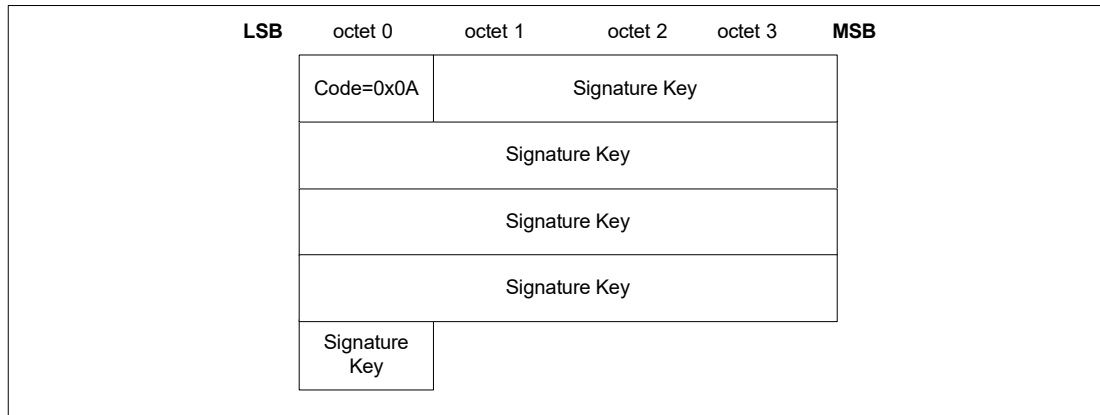 LSB octet 0 octet 1 octet 2 octet 3 MSB
Code=0x0A Signature Key
Signature Key
Signature Key
Signature Key
Signature
Key